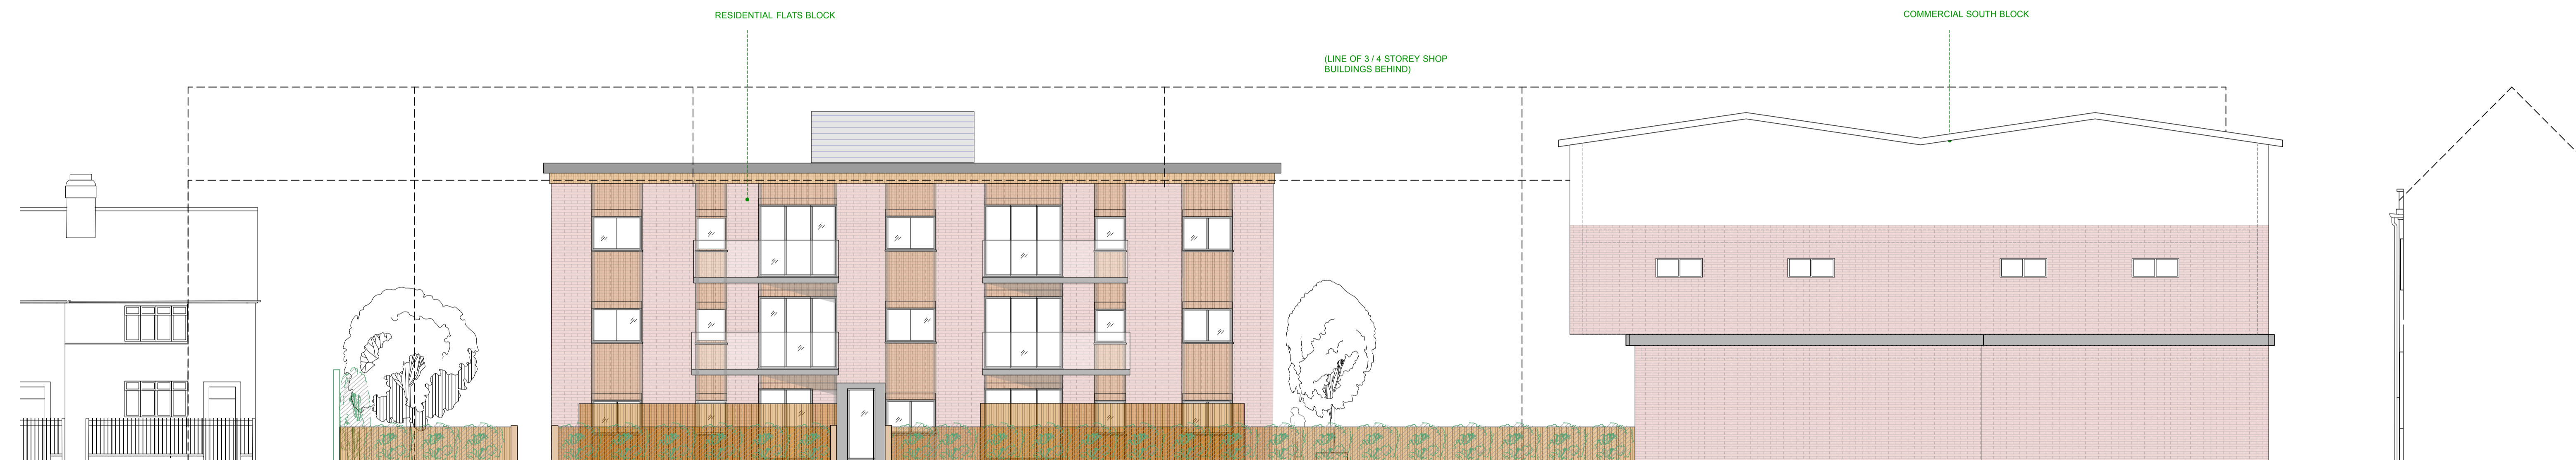 RESIDENTIAL FLATS BLOCK
COMMERCIAL SOUTH BLOCK
(LINE OF 3 / 4 STOREY SHOP
BUILDINGS BEHIND)